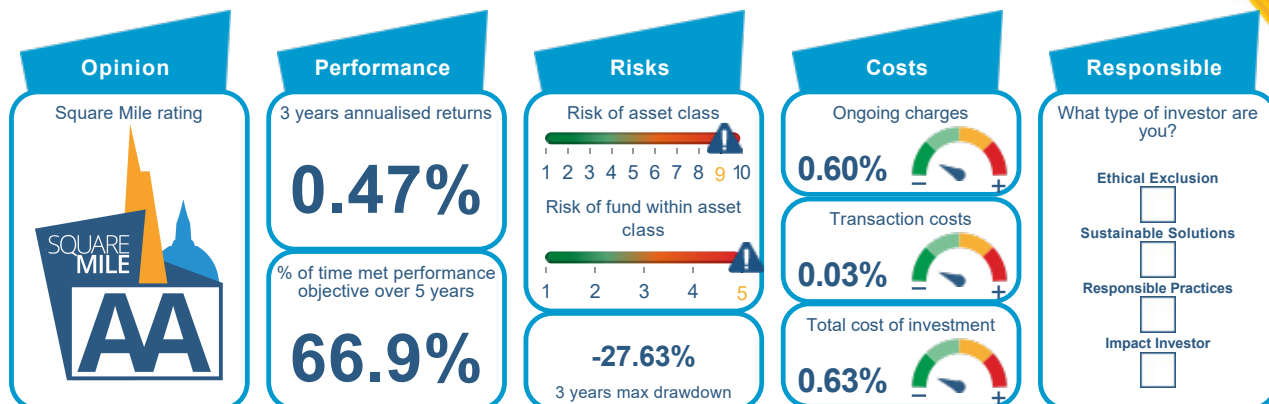 Opinion
Square Mile rating
SQUARE
MILE
AA
Performance
3 years annualised returns
0.47%
% of time met performance
objective over 5 years
66.9%
Risks
Risk of asset class
1 2 3 4 5 6 7 8 9 10
Risk of fund within asset
class
1 2 3 4 5
-27.63%
3 years max drawdown
Costs
Ongoing charges
0.60%
− +
Transaction costs
0.03%
− +
Total cost of investment
0.63%
− +
Responsible
What type of investor are
you?
Ethical Exclusion
Sustainable Solutions
Responsible Practices
Impact Investor